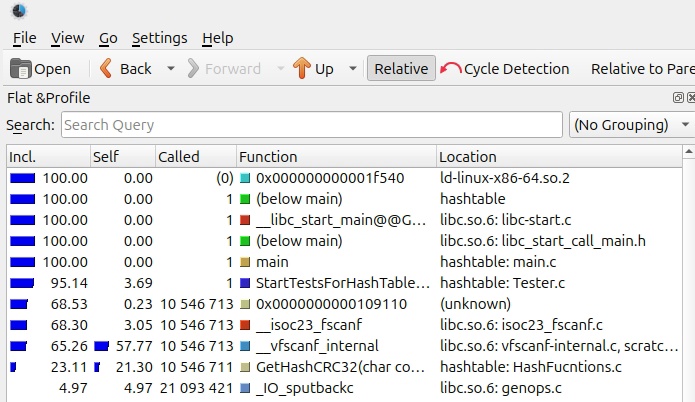 File View Go Settings Help
Open Back Forward Up Relative Cycle Detection Relative to Pare
Flat &Profile
Search: Search Query (No Grouping)
Incl. Self Called Function Location
100.00 0.00 (0) 0x000000000001f540 ld-linux-x86-64.so.2
100.00 0.00 1 (below main) hashtable
100.00 0.00 1 __libc_start_main@@G... libc.so.6: libc-start.c
100.00 0.00 1 (below main) libc.so.6: libc_start_call_main.h
100.00 0.00 1 main hashtable: main.c
95.14 3.69 1 StartTestsForHashTable... hashtable: Tester.c
68.53 0.23 10 546 713 0x0000000000109110 (unknown)
68.30 3.05 10 546 713 __isoc23_fscanf libc.so.6: isoc23_fscanf.c
65.26 57.77 10 546 713 __vfscanf_internal libc.so.6: vfscanf-internal.c, scratc...
23.11 21.30 10 546 711 GetHashCRC32(char co... hashtable: HashFucntions.c
4.97 4.97 21 093 421 _IO_sputbackc libc.so.6: genops.c